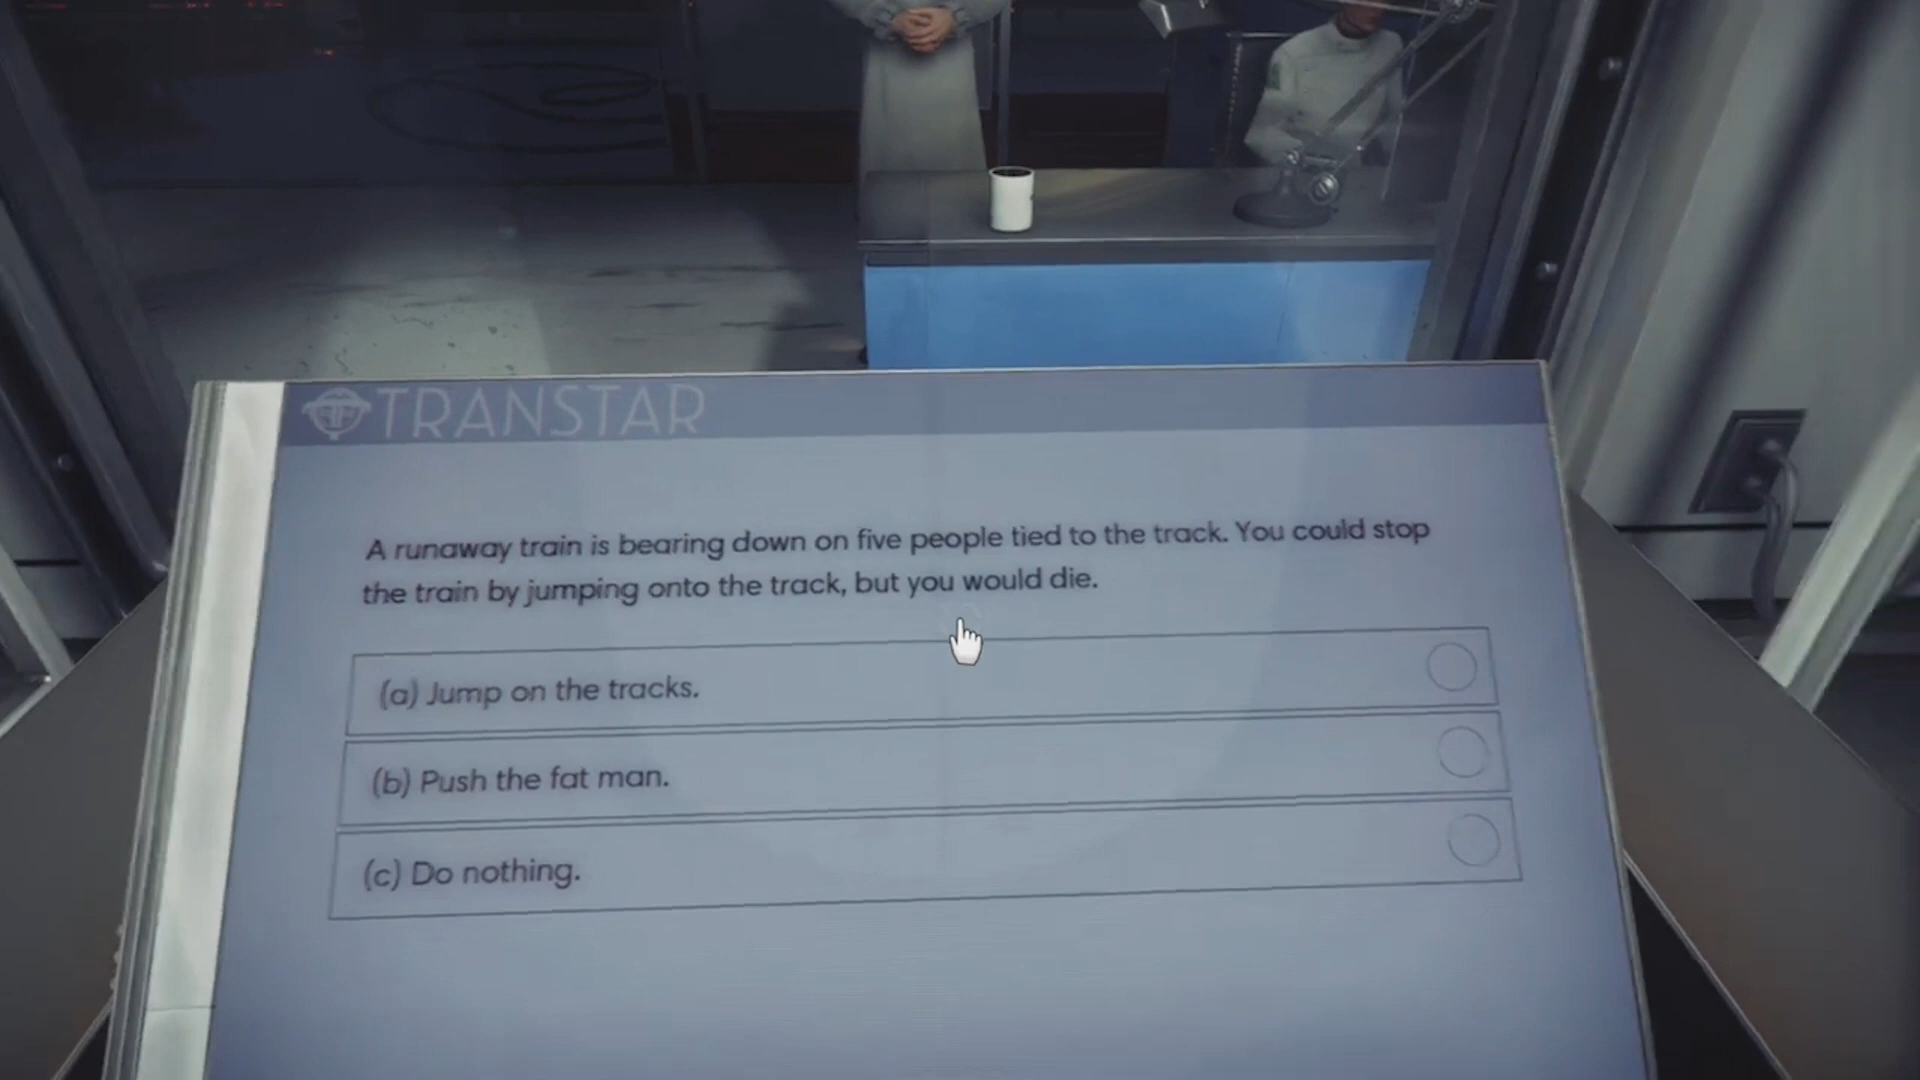 TRANSTAR
A runaway train is bearing down on five people tied to the track. You could stop
the train by jumping onto the track, but you would die.
(a) Jump on the tracks.
(b) Push the fat man.
(c) Do nothing.